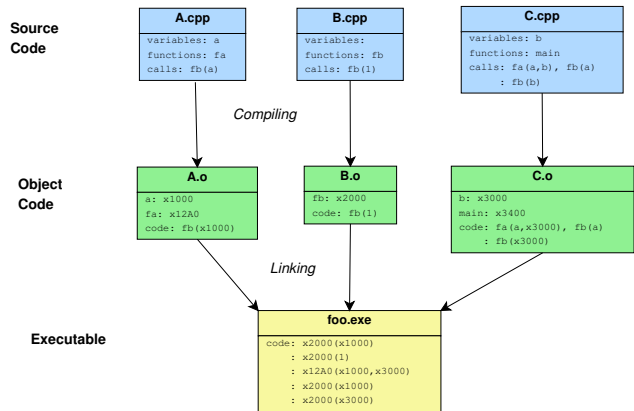 Source
Code
A.cpp
variables: a
functions: fa
calls: fb(a)
B.cpp
variables:
functions: fb
calls: fb(1)
C.cpp
variables: b
functions: main
calls: fa(a,b), fb(a)
: fb(b)
Compiling
Object
Code
A.o
a: x1000
fa: x12A0
code: fb(x1000)
B.o
fb: x2000
code: fb(1)
C.o
b: x3000
main: x3400
code: fa(a,x3000), fb(a)
: fb(x3000)
Linking
Executable
foo.exe
code: x2000(x1000)
: x2000(1)
: x12A0(x1000,x3000)
: x2000(x1000)
: x2000(x3000)